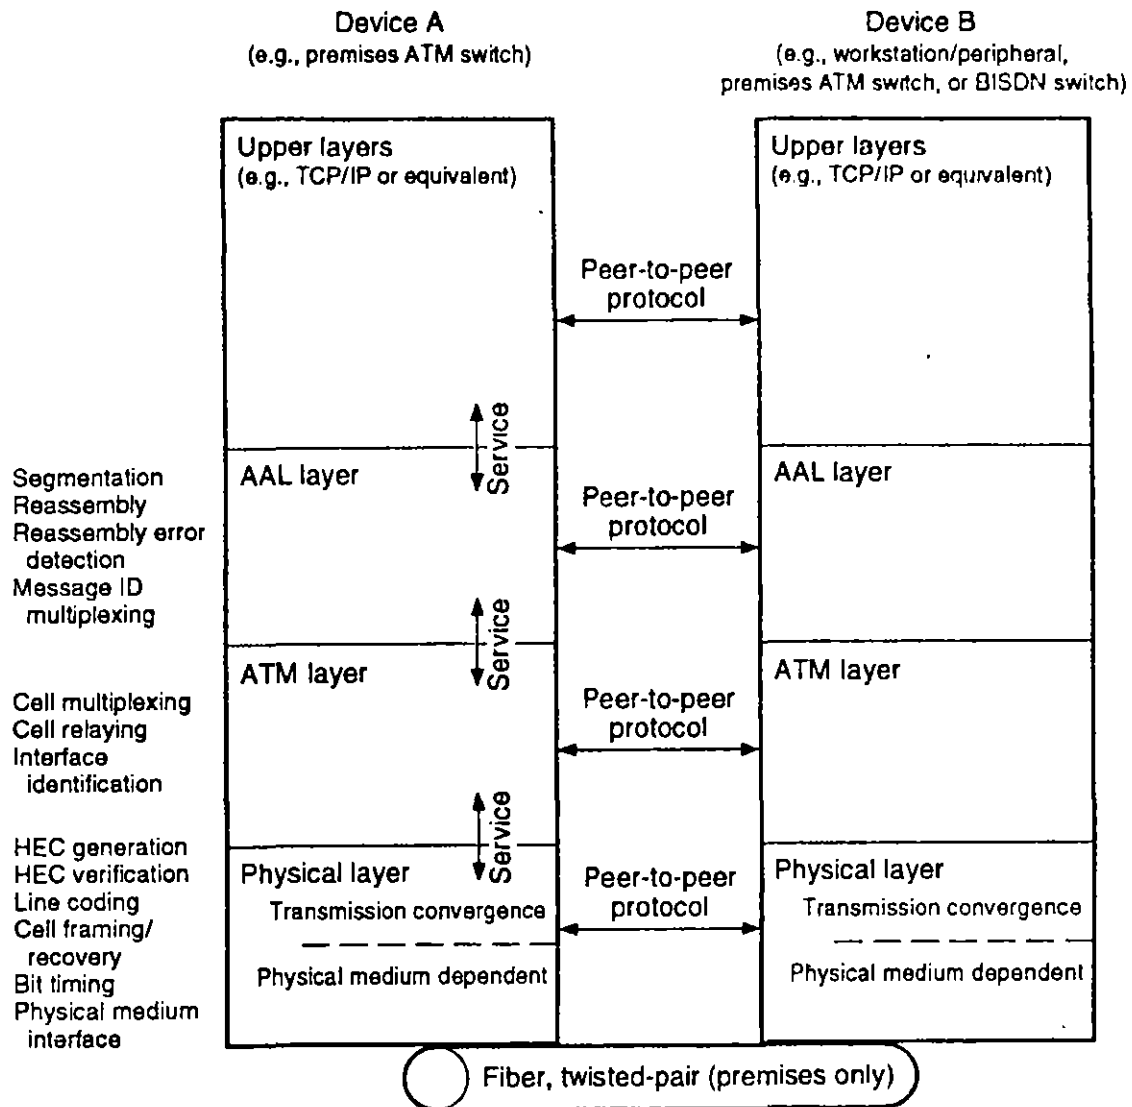 Device A
(e.g., premises ATM switch)
Device B
(e.g., workstation/peripheral,
premises ATM switch, or BISDN switch)
Upper layers
(e.g., TCP/IP or equivalent)
Upper layers
(e.g., TCP/IP or equivalent)
Peer-to-peer
protocol
Service
Segmentation
Reassembly
Reassembly error
detection
Message ID
multiplexing
AAL layer
Peer-to-peer
protocol
AAL layer
Service
Cell multiplexing
Cell relaying
Interface
identification
ATM layer
Peer-to-peer
protocol
ATM layer
Service
HEC generation
HEC verification
Line coding
Cell framing/
recovery
Bit timing
Physical medium
interface
Physical layer
Transmission convergence
Physical medium dependent
Peer-to-peer
protocol
Physical layer
Transmission convergence
Physical medium dependent
Fiber, twisted-pair (premises only)